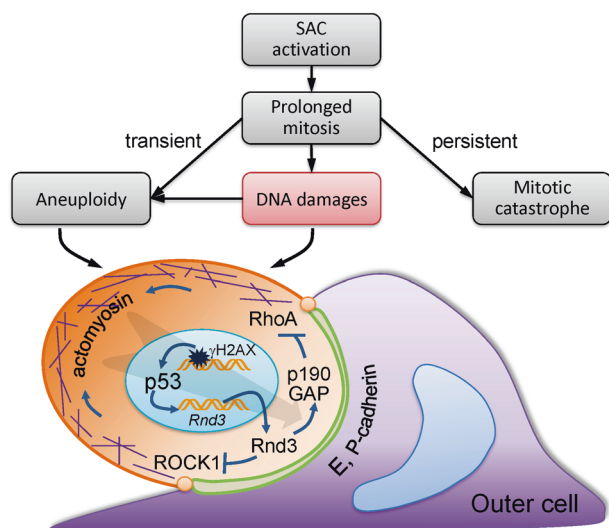 SAC
activation
Prolonged
mitosis
transient
persistent
Aneuploidy
DNA damages
Mitotic
catastrophe
actomyosin
RhoA
γH2AX
p53
p190
GAP
Rnd3
Rnd3
ROCK1
E, P-cadherin
Outer cell